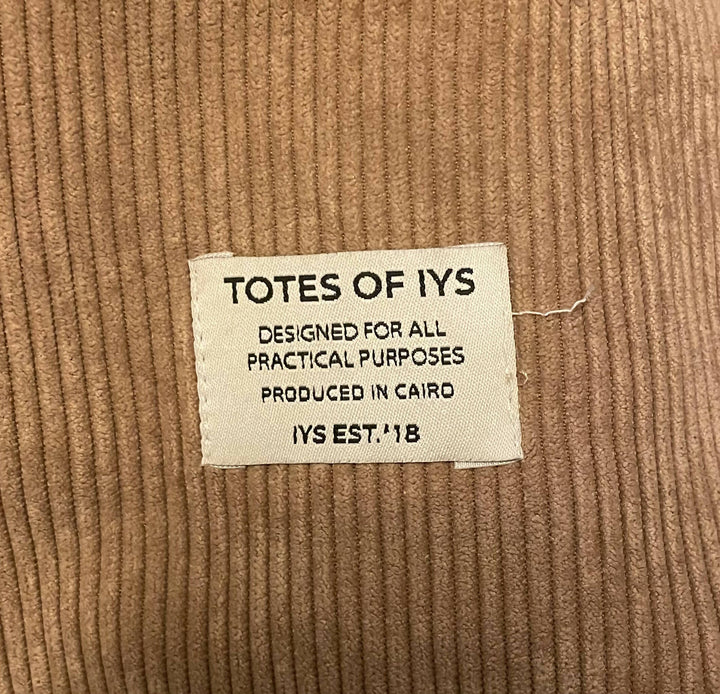 TOTES OF IYS
DESIGNED FOR ALL
PRACTICAL PURPOSES
PRODUCED IN CAIRO
IYS EST.'18